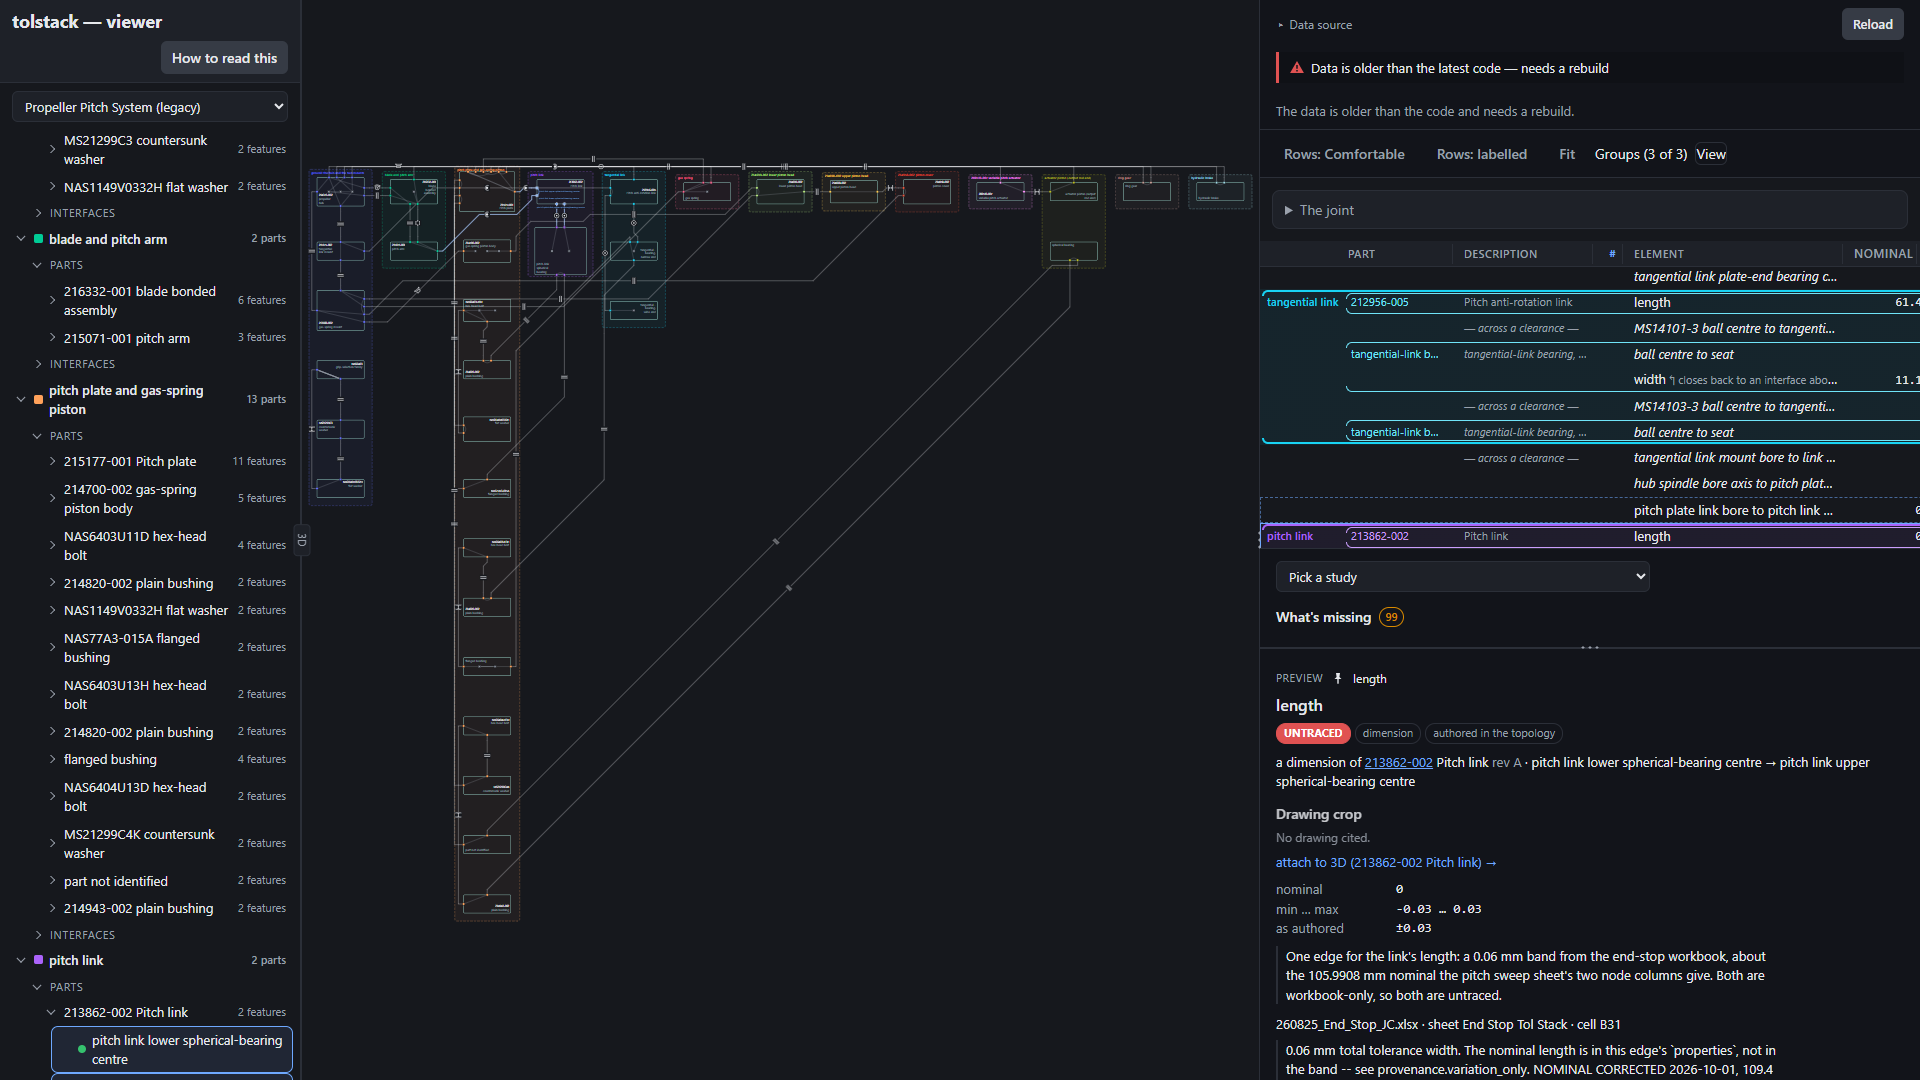 tolstack — viewer
How to read this
Propeller Pitch System (legacy)
MS21299C3 countersunk washer
2 features
NAS1149V0332H flat washer
2 features
INTERFACES
blade and pitch arm
2 parts
PARTS
216332-001 blade bonded assembly
6 features
215071-001 pitch arm
3 features
INTERFACES
pitch plate and gas-spring piston
13 parts
PARTS
215177-001 Pitch plate
11 features
214700-002 gas-spring piston body
5 features
NAS6403U11D hex-head bolt
4 features
214820-002 plain bushing
2 features
NAS1149V0332H flat washer
2 features
NAS77A3-015A flanged bushing
2 features
NAS6403U13H hex-head bolt
2 features
214820-002 plain bushing
2 features
flanged bushing
4 features
NAS6404U13D hex-head bolt
2 features
MS21299C4K countersunk washer
2 features
part not identified
2 features
214943-002 plain bushing
2 features
INTERFACES
pitch link
2 parts
PARTS
213862-002 Pitch link
2 features
pitch link lower spherical-bearing centre
3D
Data source
Reload
Data is older than the latest code — needs a rebuild
The data is older than the code and needs a rebuild.
Rows: Comfortable
Rows: labelled
Fit
Groups (3 of 3)
View
The joint
PART
DESCRIPTION
#
ELEMENT
NOMINAL
tangential link plate-end bearing c...
tangential link
212956-005
Pitch anti-rotation link
length
61.4
— across a clearance —
MS14101-3 ball centre to tangenti...
tangential-link b...
tangential-link bearing, ...
ball centre to seat
width ↰ closes back to an interface abo...
11.1
— across a clearance —
MS14103-3 ball centre to tangenti...
tangential-link b...
tangential-link bearing, ...
ball centre to seat
— across a clearance —
tangential link mount bore to link ...
hub spindle bore axis to pitch plat...
pitch plate link bore to pitch link ...
0
pitch link
213862-002
Pitch link
length
0
Pick a study
What's missing
99
PREVIEW
length
length
UNTRACED
dimension
authored in the topology
a dimension of 213862-002 Pitch link rev A · pitch link lower spherical-bearing centre → pitch link upper
spherical-bearing centre
Drawing crop
No drawing cited.
attach to 3D (213862-002 Pitch link) →
nominal
0
min ... max
-0.03 … 0.03
as authored
±0.03
One edge for the link's length: a 0.06 mm band from the end-stop workbook, about
the 105.9908 mm nominal the pitch sweep sheet's two node columns give. Both are
workbook-only, so both are untraced.
260825_End_Stop_JC.xlsx · sheet End Stop Tol Stack · cell B31
0.06 mm total tolerance width. The nominal length is in this edge's `properties`, not in
the band -- see provenance.variation_only. NOMINAL CORRECTED 2026-10-01, 109.4